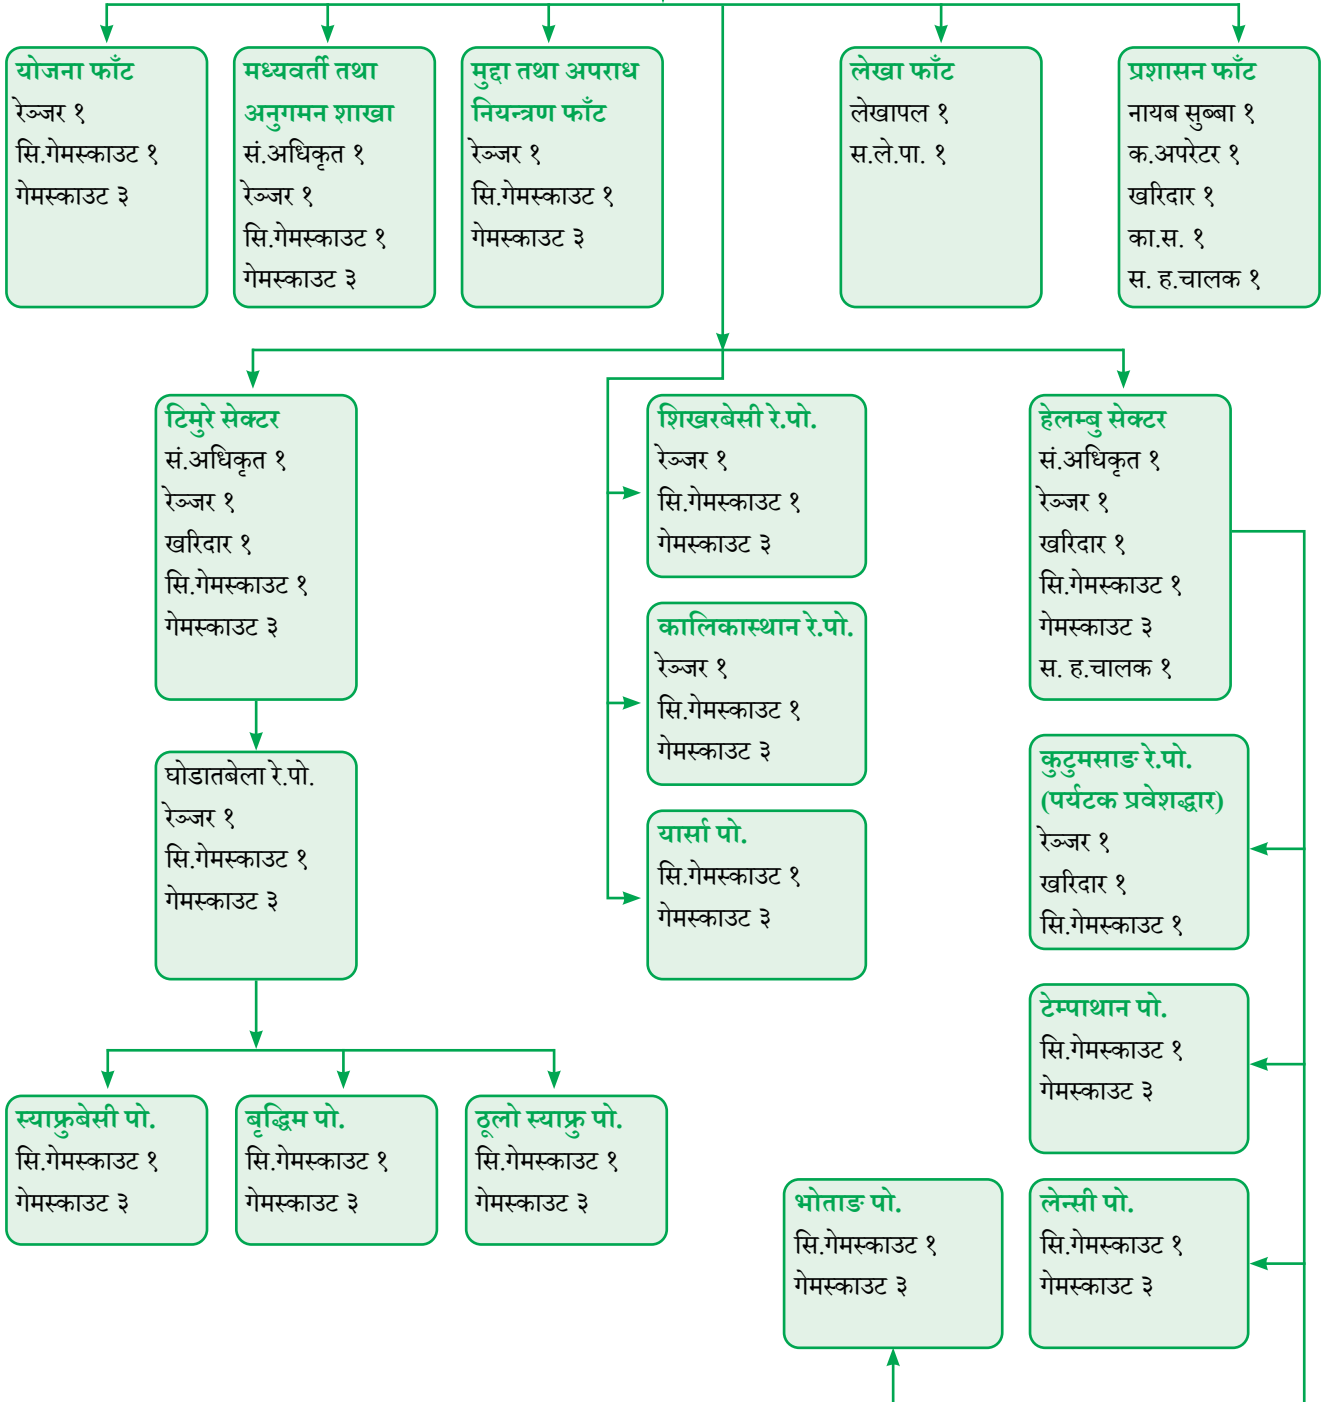 योजना फाँट
रेञ्जर १
सि.गेमस्काउट १
गेमस्काउट ३
मध्यवर्ती तथा
अनुगमन शाखा
सं.अधिकृत १
रेञ्जर १
सि.गेमस्काउट १
गेमस्काउट ३
मुद्दा तथा अपराध
नियन्त्रण फाँट
रेञ्जर १
सि.गेमस्काउट १
गेमस्काउट ३
लेखा फाँट
लेखापल १
स.ले.पा. १
प्रशासन फाँट
नायब सुब्बा १
क.अपरेटर १
खरिदार १
का.स. १
स. ह.चालक १
टिमुरे सेक्टर
सं.अधिकृत १
रेञ्जर १
खरिदार १
सि.गेमस्काउट १
गेमस्काउट ३
शिखरबेसी रे.पो.
रेञ्जर १
सि.गेमस्काउट १
गेमस्काउट ३
हेलम्बु सेक्टर
सं.अधिकृत १
रेञ्जर १
खरिदार १
सि.गेमस्काउट १
गेमस्काउट ३
स. ह.चालक १
कालिकास्थान रे.पो.
रेञ्जर १
सि.गेमस्काउट १
गेमस्काउट ३
घोडातबेला रे.पो.
रेञ्जर १
सि.गेमस्काउट १
गेमस्काउट ३
यार्सा पो.
सि.गेमस्काउट १
गेमस्काउट ३
कुटुमसाङ रे.पो.
(पर्यटक प्रवेशद्धार)
रेञ्जर १
खरिदार १
सि.गेमस्काउट १
टेम्पाथान पो.
सि.गेमस्काउट १
गेमस्काउट ३
स्याफ्रुबेसी पो.
सि.गेमस्काउट १
गेमस्काउट ३
बृद्धिम पो.
सि.गेमस्काउट १
गेमस्काउट ३
ठूलो स्याफ्रु पो.
सि.गेमस्काउट १
गेमस्काउट ३
भोताङ पो.
सि.गेमस्काउट १
गेमस्काउट ३
लेन्सी पो.
सि.गेमस्काउट १
गेमस्काउट ३